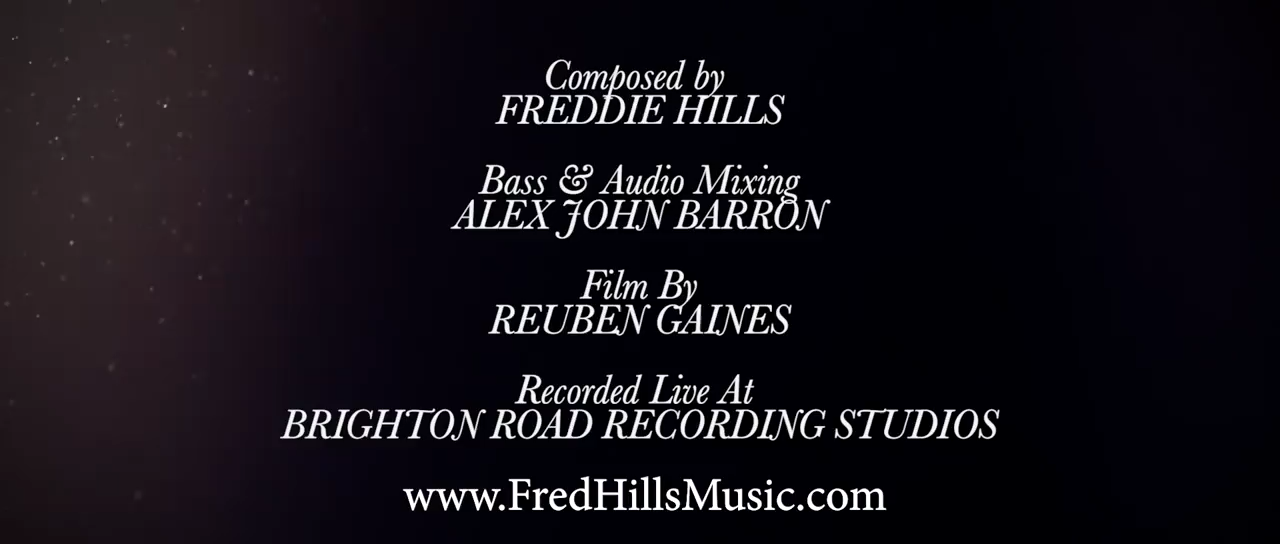 Composed by
FREDDIE HILLS
Bass & Audio Mixing
ALEX JOHN BARRON
Film By
REUBEN GAINES
Recorded Live At
BRIGHTON ROAD RECORDING STUDIOS
www.FredHillsMusic.com